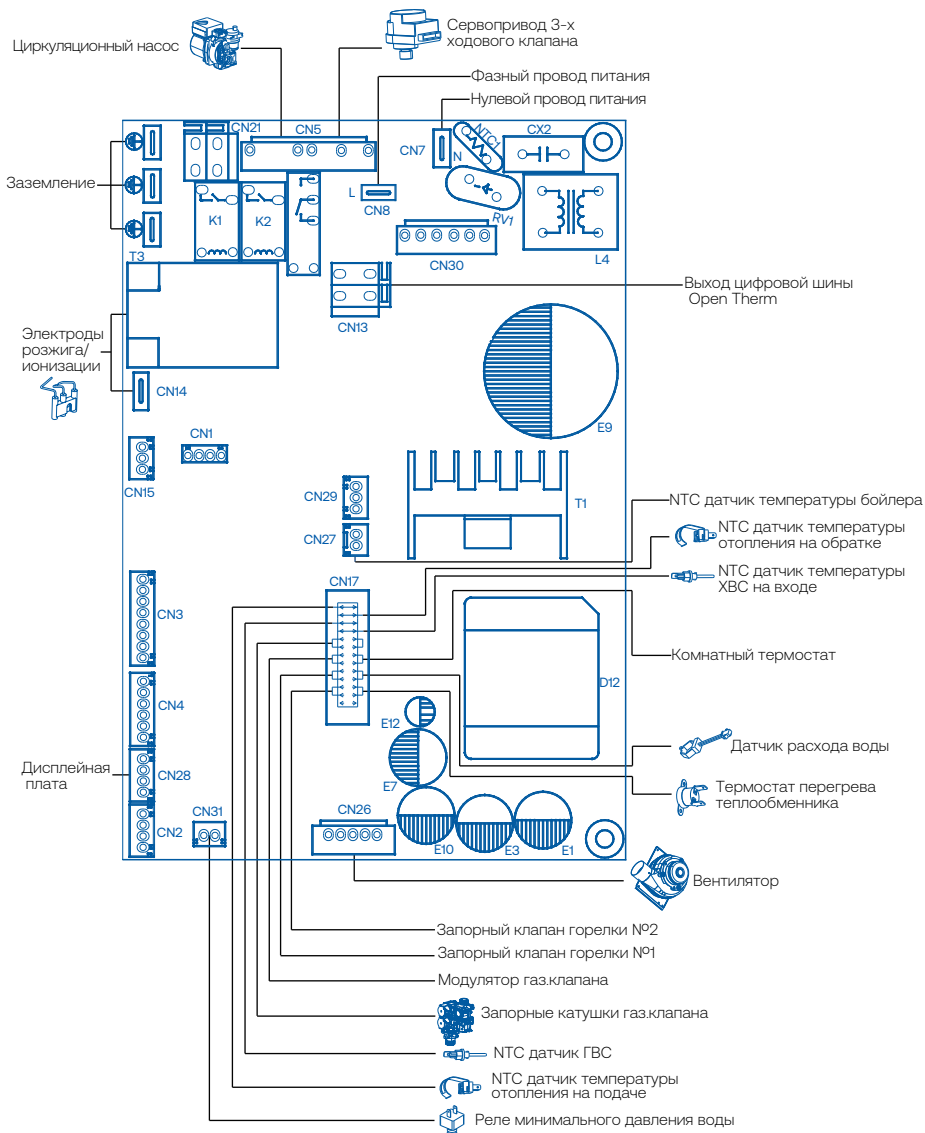 Циркуляционный насос
Сервопривод 3-х
ходового клапана
Фазный провод питания
Нулевой провод питания
CN21
CN5
CN7
N
NTC1
CX2
Заземление
K1
K2
L
CN8
RV1
L4
CN30
T3
CN13
Выход цифровой шины
Open Therm
Электроды
розжига/
ионизации
CN14
E9
CN1
CN15
CN29
T1
CN27
NTC датчик температуры бойлера
NTC датчик температуры
отопления на обратке
NTC датчик температуры
ХВС на входе
CN17
CN3
Комнатный термостат
D12
CN4
E12
Датчик расхода воды
Дисплейная
плата
CN28
E7
Термостат перегрева
теплообменника
CN2
CN31
CN26
E10
E3
E1
Вентилятор
Запорный клапан горелки №2
Запорный клапан горелки №1
Модулятор газ.клапана
Запорные катушки газ.клапана
NTC датчик ГВС
NTC датчик температуры
отопления на подаче
Реле минимального давления воды